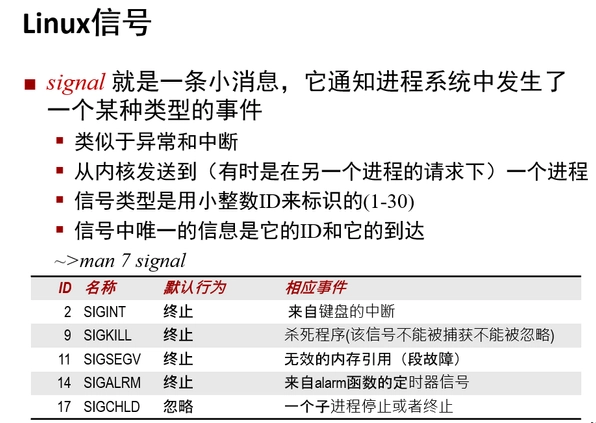 Linux信号
signal 就是一条小消息，它通知进程系统中发生了
一个某种类型的事件
类似于异常和中断
从内核发送到（有时是在另一个进程的请求下）一个进程
信号类型是用小整数ID来标识的(1-30)
信号中唯一的信息是它的ID和它的到达
~>man 7 signal
ID 名称 默认行为 相应事件
2 SIGINT 终止 来自键盘的中断
9 SIGKILL 终止 杀死程序(该信号不能被捕获不能被忽略)
11 SIGSEGV 终止 无效的内存引用（段故障）
14 SIGALRM 终止 来自alarm函数的定时器信号
17 SIGCHLD 忽略 一个子进程停止或者终止